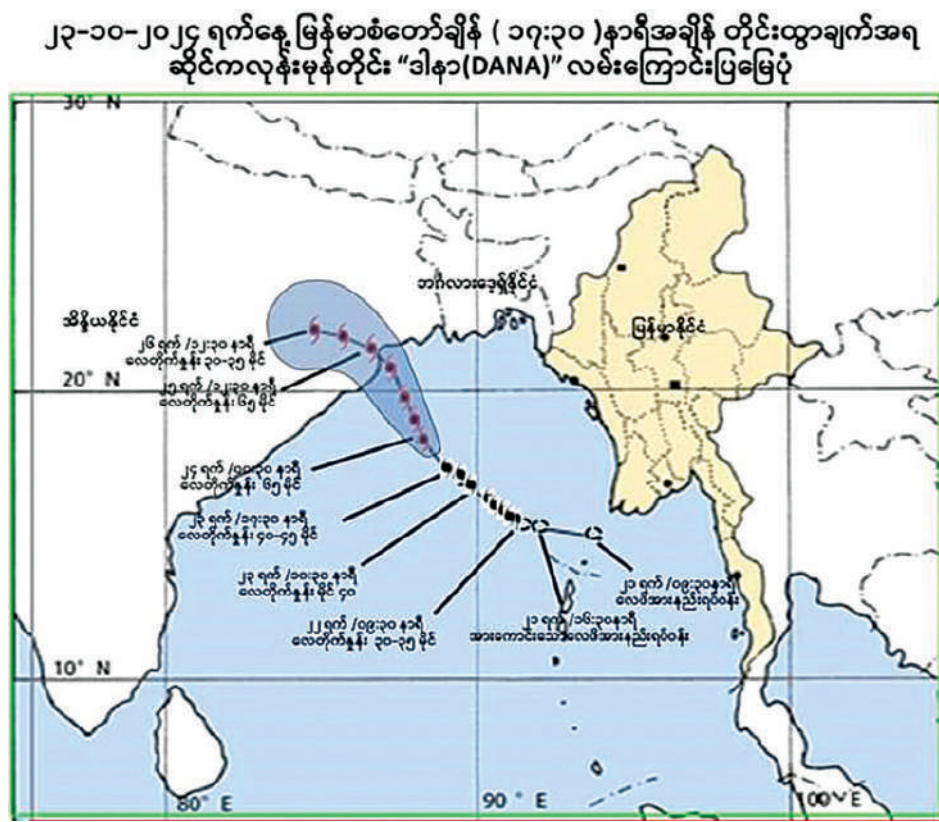 ၂၃-၁၀-၂၀၂၄ ရက်နေ့ မြန်မာစံတော်ချိန် ( ၁၇:၃၀ )နာရီအချိန် တိုင်းထွာချက်အရ
ဆိုင်ကလုန်းမုန်တိုင်း “ဒါနာ(DANA)” လမ်းကြောင်းပြမြေပုံ
30° N
ဘင်္ဂလားဒေ့ရှ်နိုင်ငံ
အိန္ဒိယနိုင်ငံ
မြန်မာနိုင်ငံ
၂၆ ရက် /၁၂:၃၀ နာရီ
လေတိုက်နှုန်း ၃၀-၃၅ မိုင်
20° N
၂၅ ရက် /၁၂:၃၀ နာရီ
လေတိုက်နှုန်း ၆၅ မိုင်
၂၄ ရက် /၀၀:၃၀ နာရီ
လေတိုက်နှုန်း ၆၅ မိုင်
၂၃ ရက် /၁၇:၃၀ နာရီ
လေတိုက်နှုန်း ၄၀-၄၅ မိုင်
၂၃ ရက် /၁၀:၃၀ နာရီ
လေတိုက်နှုန်း မိုင် ၄၀
၂၂ ရက် /၀၉:၃၀ နာရီ
လေတိုက်နှုန်း ၃၀-၃၅ မိုင်
၂၁ ရက် /၁၆:၃၀နာရီ
အားကောင်းသောလေဖိအားနည်းရပ်ဝန်း
၂၁ ရက် /၀၉:၃၀နာရီ
လေဖိအားနည်းရပ်ဝန်း
10° N
80° E
90° E
100° E